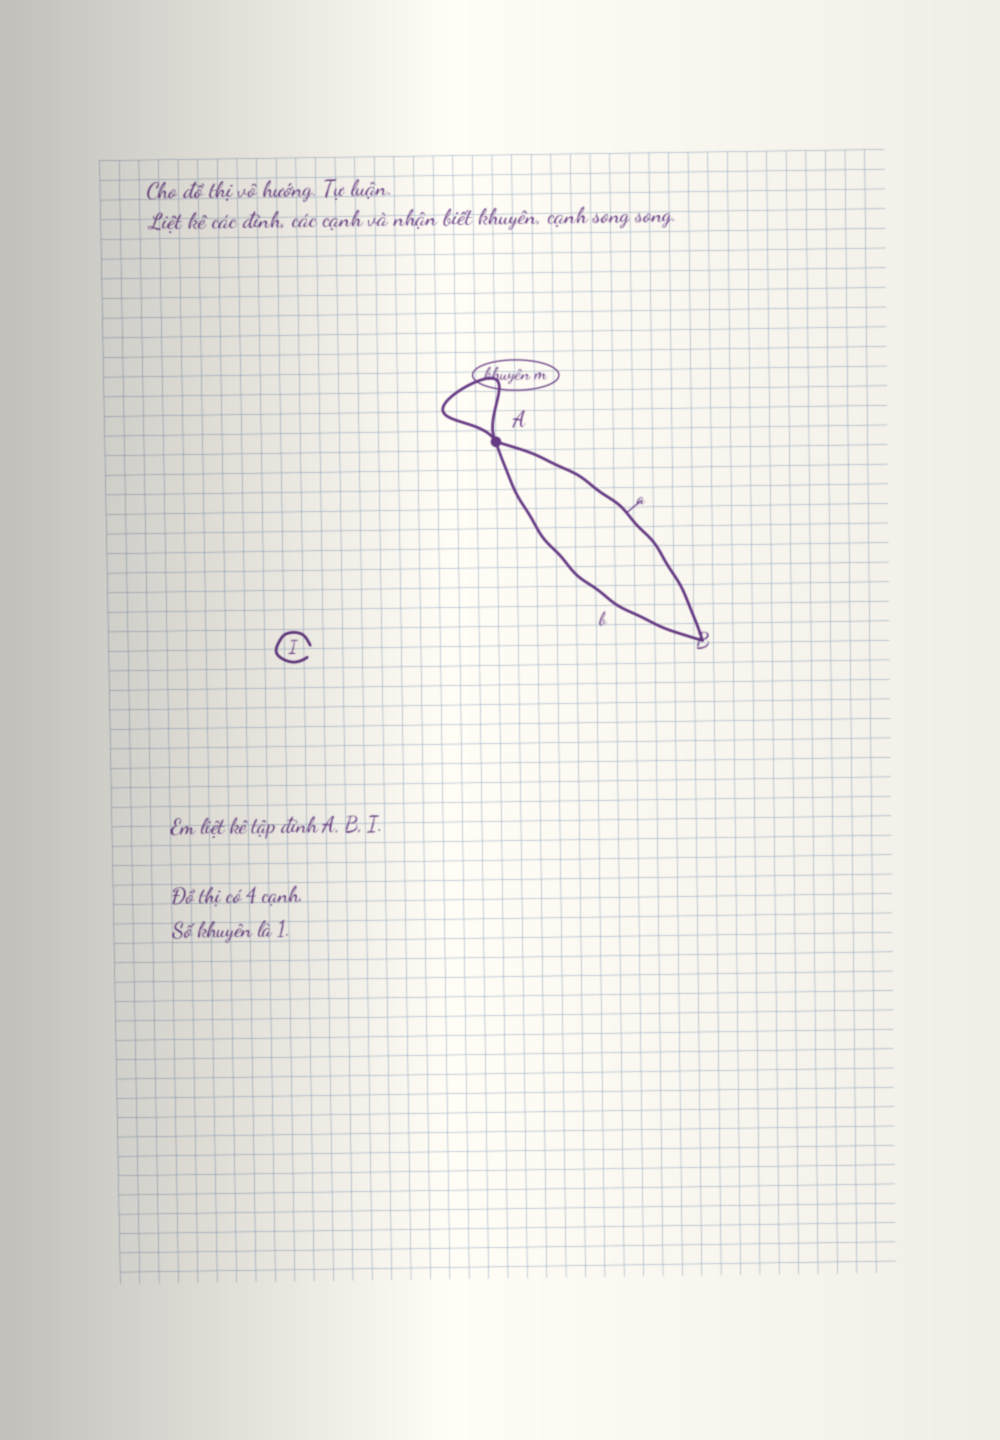 Cho đồ thị vô hướng. Tự luận.
Liệt kê các đỉnh, các cạnh và nhận biết khuyên, cạnh song song.
khuyên m
A
a
b
B
I
Em liệt kê tập đỉnh A, B, I.
Đồ thị có 4 cạnh.
Số khuyên là 1.